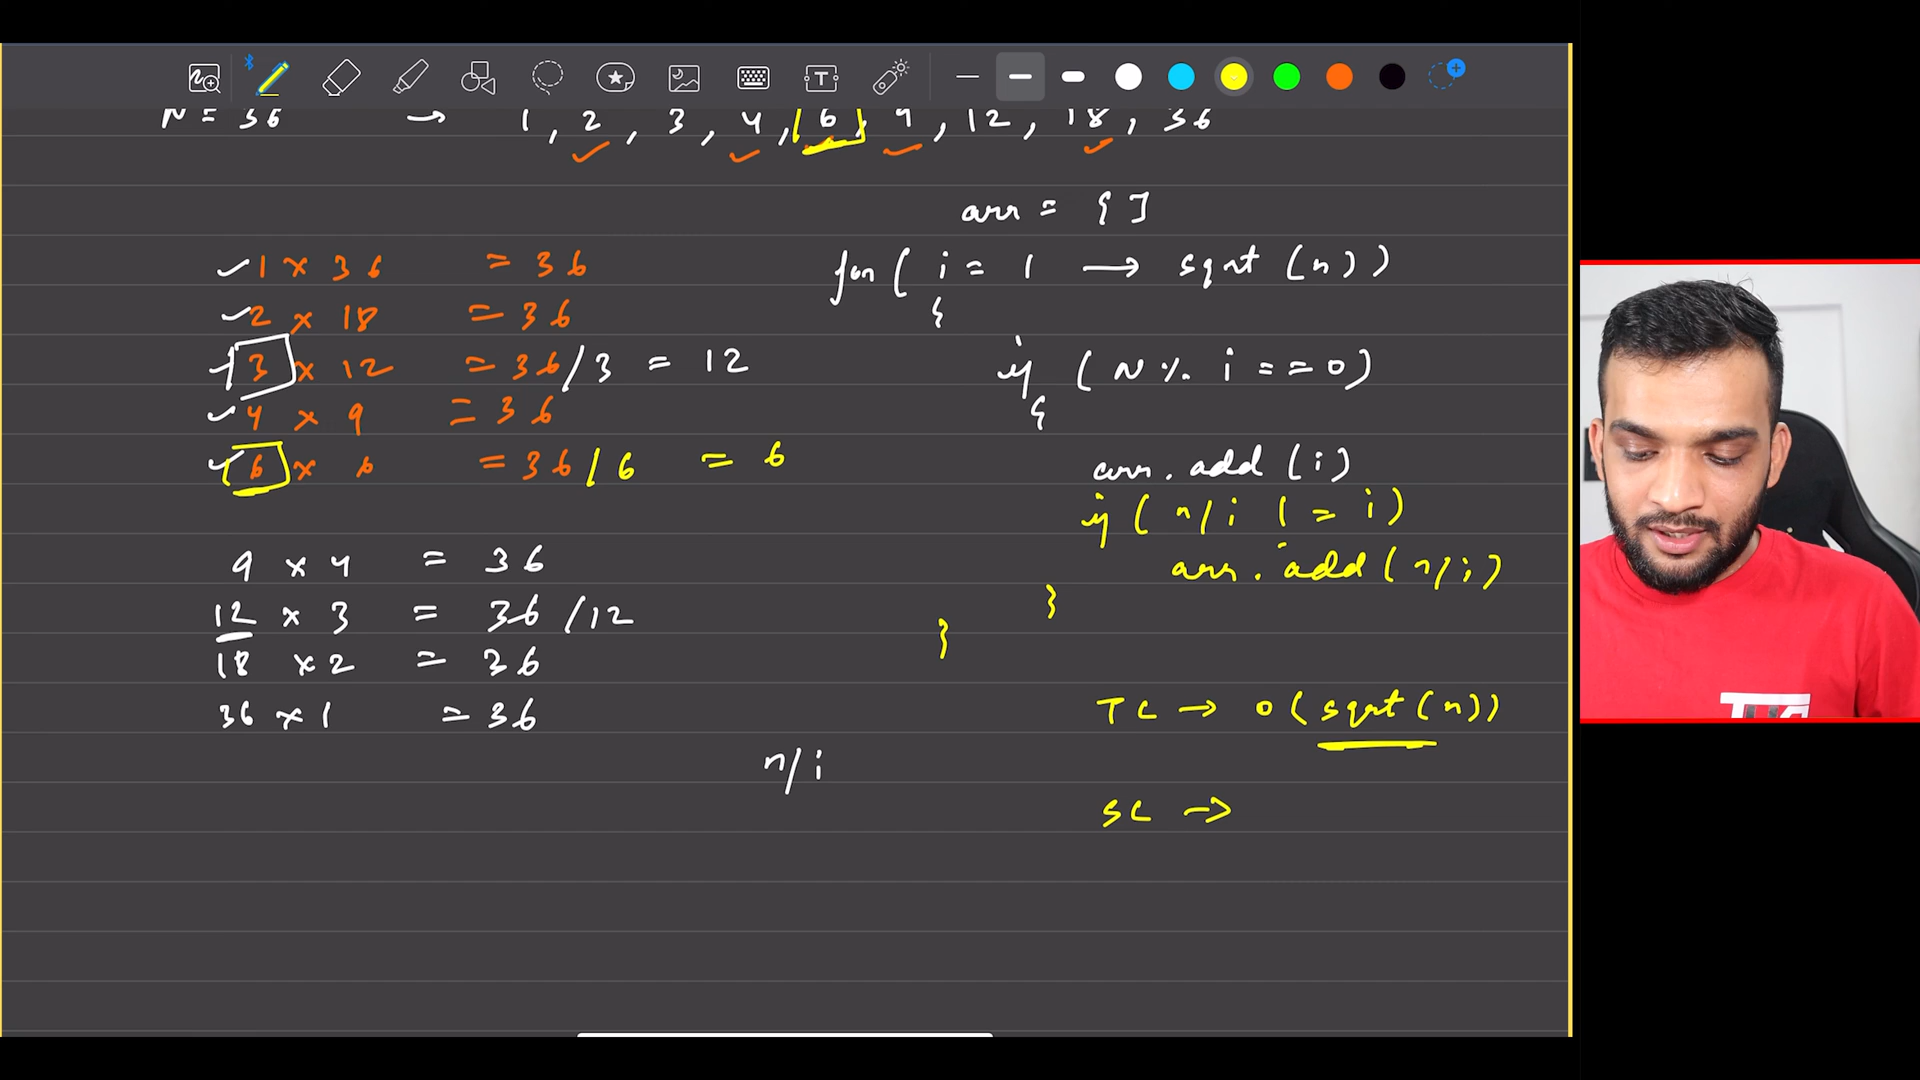 N = 36 → 1, 2, 3, 4, 6, 9, 12, 18, 36
arr = { ]
1 × 36 = 36
for ( i = 1 → sqrt (n))
{
2 × 18 = 36
3 × 12 = 36/3 = 12
if ( N % i == 0)
{
4 × 9 = 36
6 × 6 = 36/6 = 6
arr.add (i)
if ( n/i != i)
arr.add ( n/i)
}
}
9 × 4 = 36
12 × 3 = 36/12
18 × 2 = 36
36 × 1 = 36
TC → O( sqrt (n))
n/i
SC →